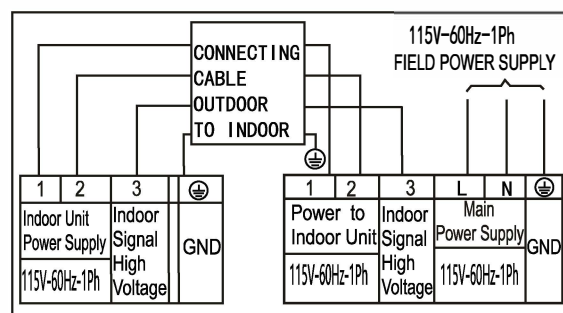 115V-60Hz-1Ph
FIELD POWER SUPPLY
CONNECTING
CABLE
OUTDOOR
TO INDOOR
1 2 3
Indoor Unit
Power Supply
115V-60Hz-1Ph
Indoor
Signal
High
Voltage
GND
1 2 3 L N
Power to
Indoor Unit
115V-60Hz-1Ph
Indoor
Signal
High
Voltage
Main
Power Supply
115V-60Hz-1Ph
GND